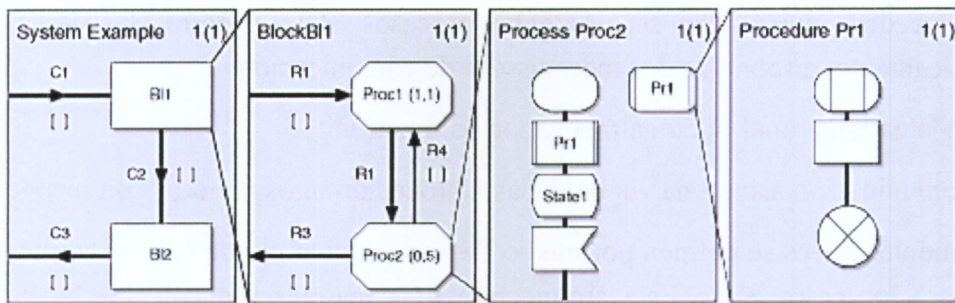 System Example 1(1)
C1
[ ]
Bl1
C2 [ ]
C3
[ ]
Bl2
BlockBl1 1(1)
R1
[ ]
Proc1 (1,1)
R4
[ ]
R1
R3
[ ]
Proc2 (0,5)
Process Proc2 1(1)
Pr1
Pr1
State1
Procedure Pr1 1(1)